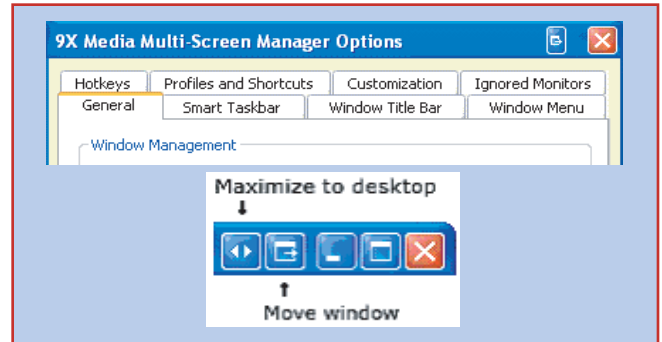 9X Media Multi-Screen Manager Options
Hotkeys Profiles and Shortcuts Customization Ignored Monitors
General Smart Taskbar Window Title Bar Window Menu
Window Management
Maximize to desktop
Move window